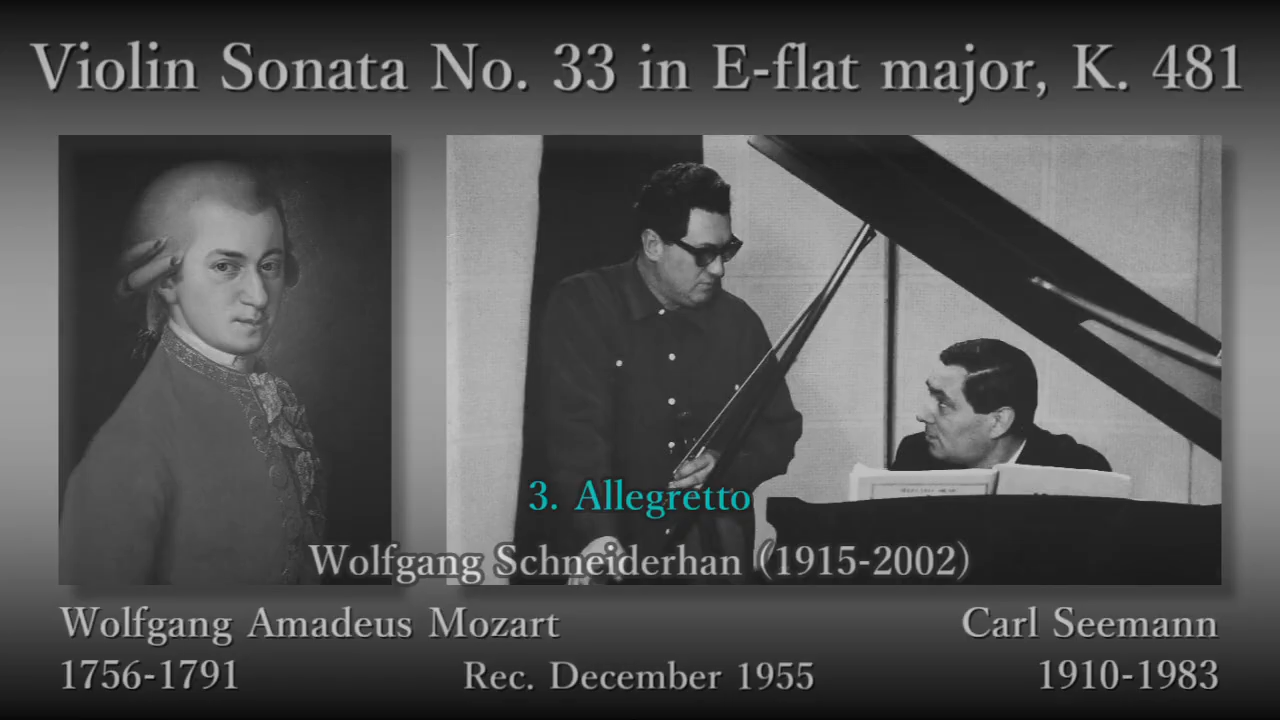 Violin Sonata No. 33 in E-flat major, K. 481
3. Allegretto
Wolfgang Schneiderhan (1915-2002)
Wolfgang Amadeus Mozart
1756-1791
Rec. December 1955
Carl Seemann
1910-1983